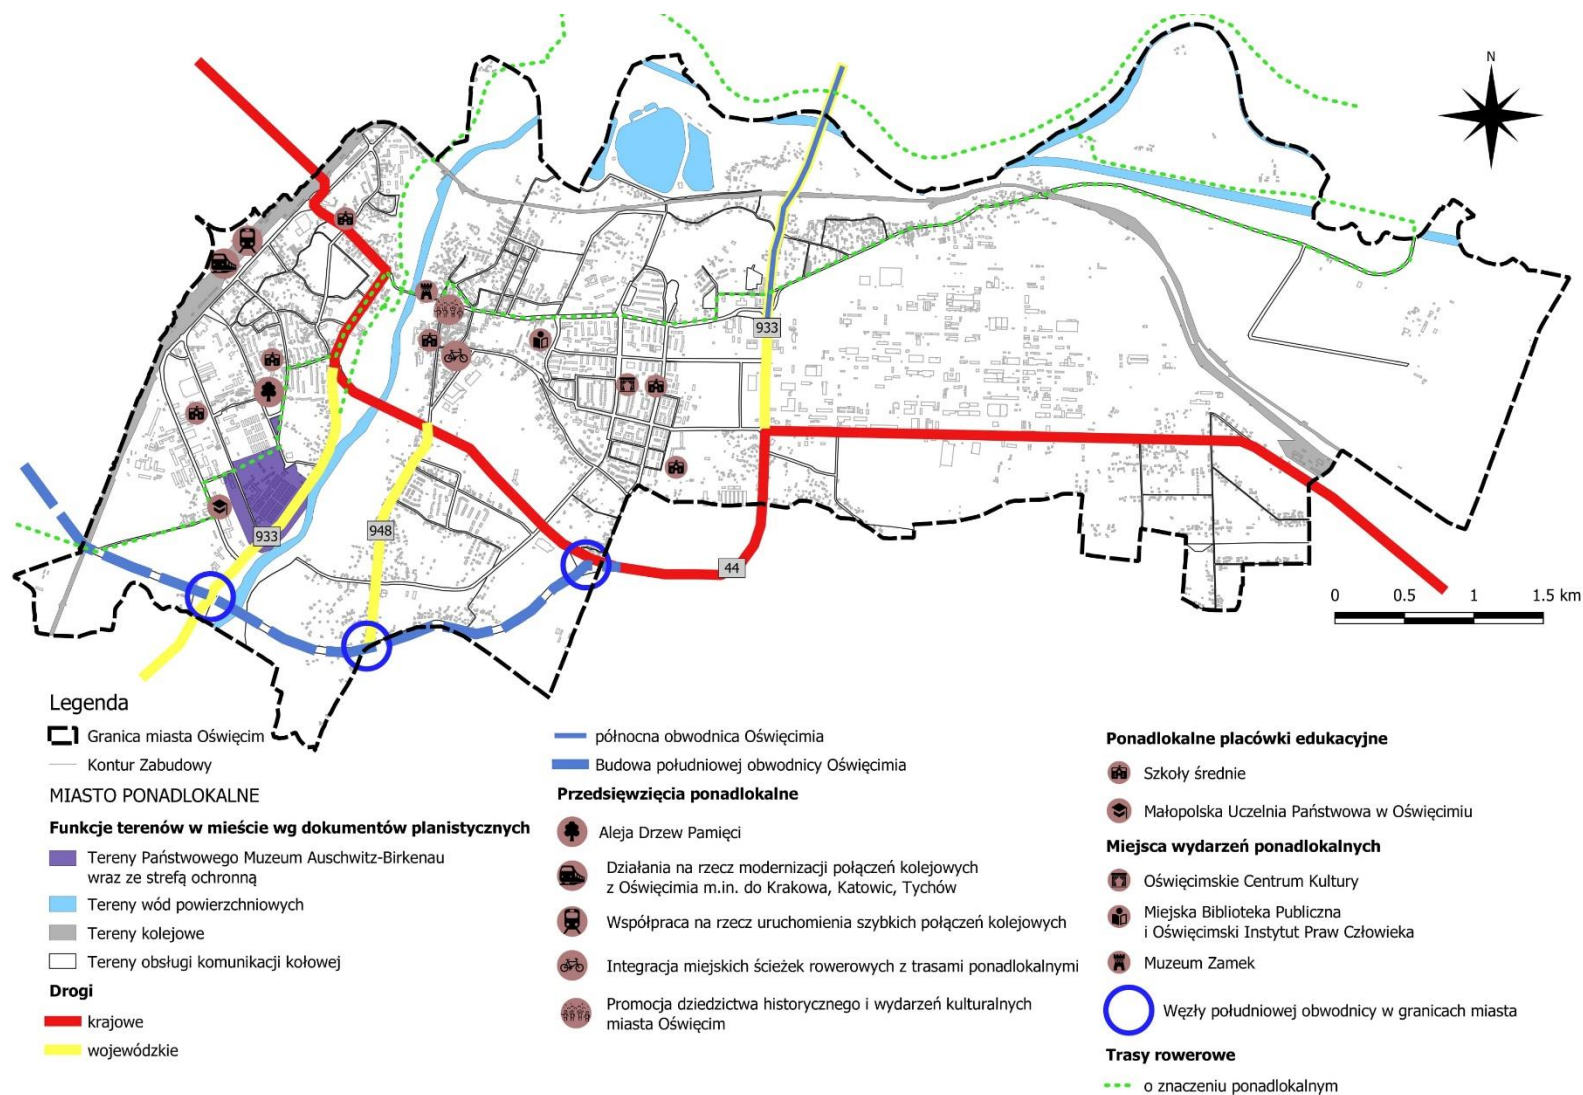 N
933
933
948
44
0 0.5 1 1.5 km
Legenda
Granica miasta Oświęcim
Kontur Zabudowy
MIASTO PONADLOKALNE
Funkcje terenów w mieście wg dokumentów planistycznych
Tereny Państwowego Muzeum Auschwitz-Birkenau
wraz ze strefą ochronną
Tereny wód powierzchniowych
Tereny kolejowe
Tereny obsługi komunikacji kołowej
Drogi
krajowe
wojewódzkie
północna obwodnica Oświęcimia
Budowa południowej obwodnicy Oświęcimia
Przedsięwzięcia ponadlokalne
Aleja Drzew Pamięci
Działania na rzecz modernizacji połączeń kolejowych
z Oświęcimia m.in. do Krakowa, Katowic, Tychów
Współpraca na rzecz uruchomienia szybkich połączeń kolejowych
Integracja miejskich ścieżek rowerowych z trasami ponadlokalnymi
Promocja dziedzictwa historycznego i wydarzeń kulturalnych
miasta Oświęcim
Ponadlokalne placówki edukacyjne
Szkoły średnie
Małopolska Uczelnia Państwowa w Oświęcimiu
Miejsca wydarzeń ponadlokalnych
Oświęcimskie Centrum Kultury
Miejska Biblioteka Publiczna
i Oświęcimski Instytut Praw Człowieka
Muzeum Zamek
Węzły południowej obwodnicy w granicach miasta
Trasy rowerowe
o znaczeniu ponadlokalnym